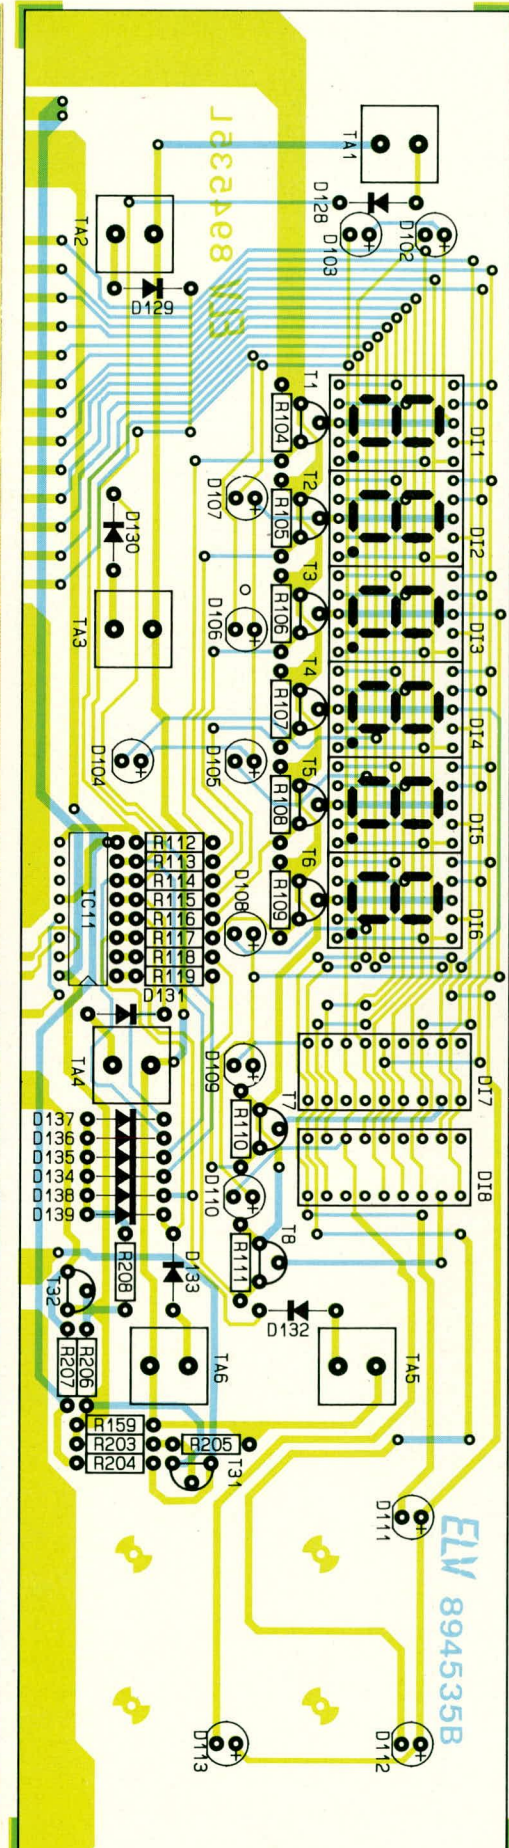 TA1
894535L
D128
TA2
D103
D102
ELV
D129
T1
R104
DI1
D107
T2
R105
DI2
D130
T3
R106
DI3
TA3
D106
T4
R107
DI4
D104
D105
T5
R108
DI5
R112
R113
R114
R115
R116
R117
R118
R119
IC11
D108
T6
R109
DI6
D131
TA4
D109
T7
R110
DI7
D137
D136
D135
D134
D138
D139
D110
DI8
R208
D133
T8
R111
T32
D132
R207
R206
TA6
TA5
R159
R203
R204
R205
T31
D111
ELV 894535B
D113
D112